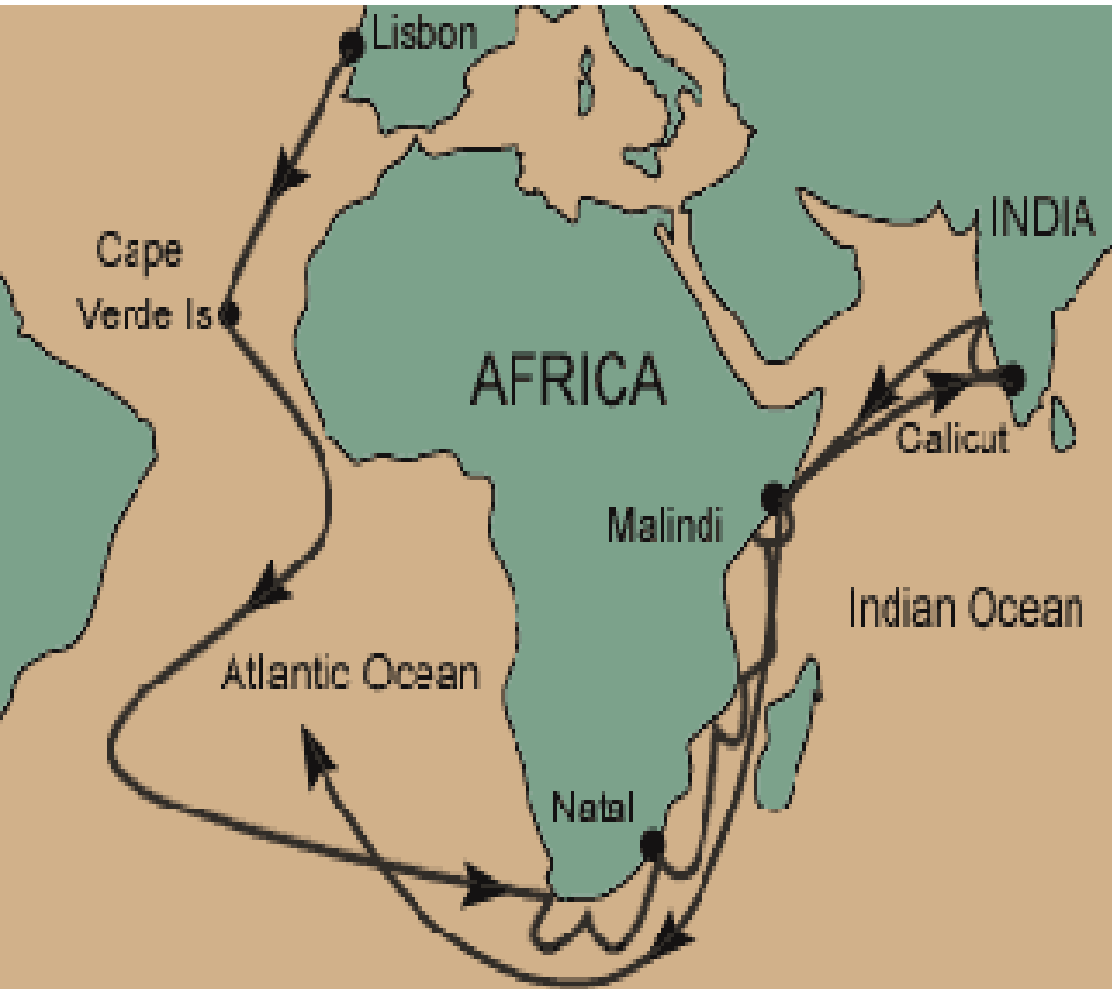 Lisbon
INDIA
Cape
Verde Is
AFRICA
Calicut
Malindi
Indian Ocean
Atlantic Ocean
Natal